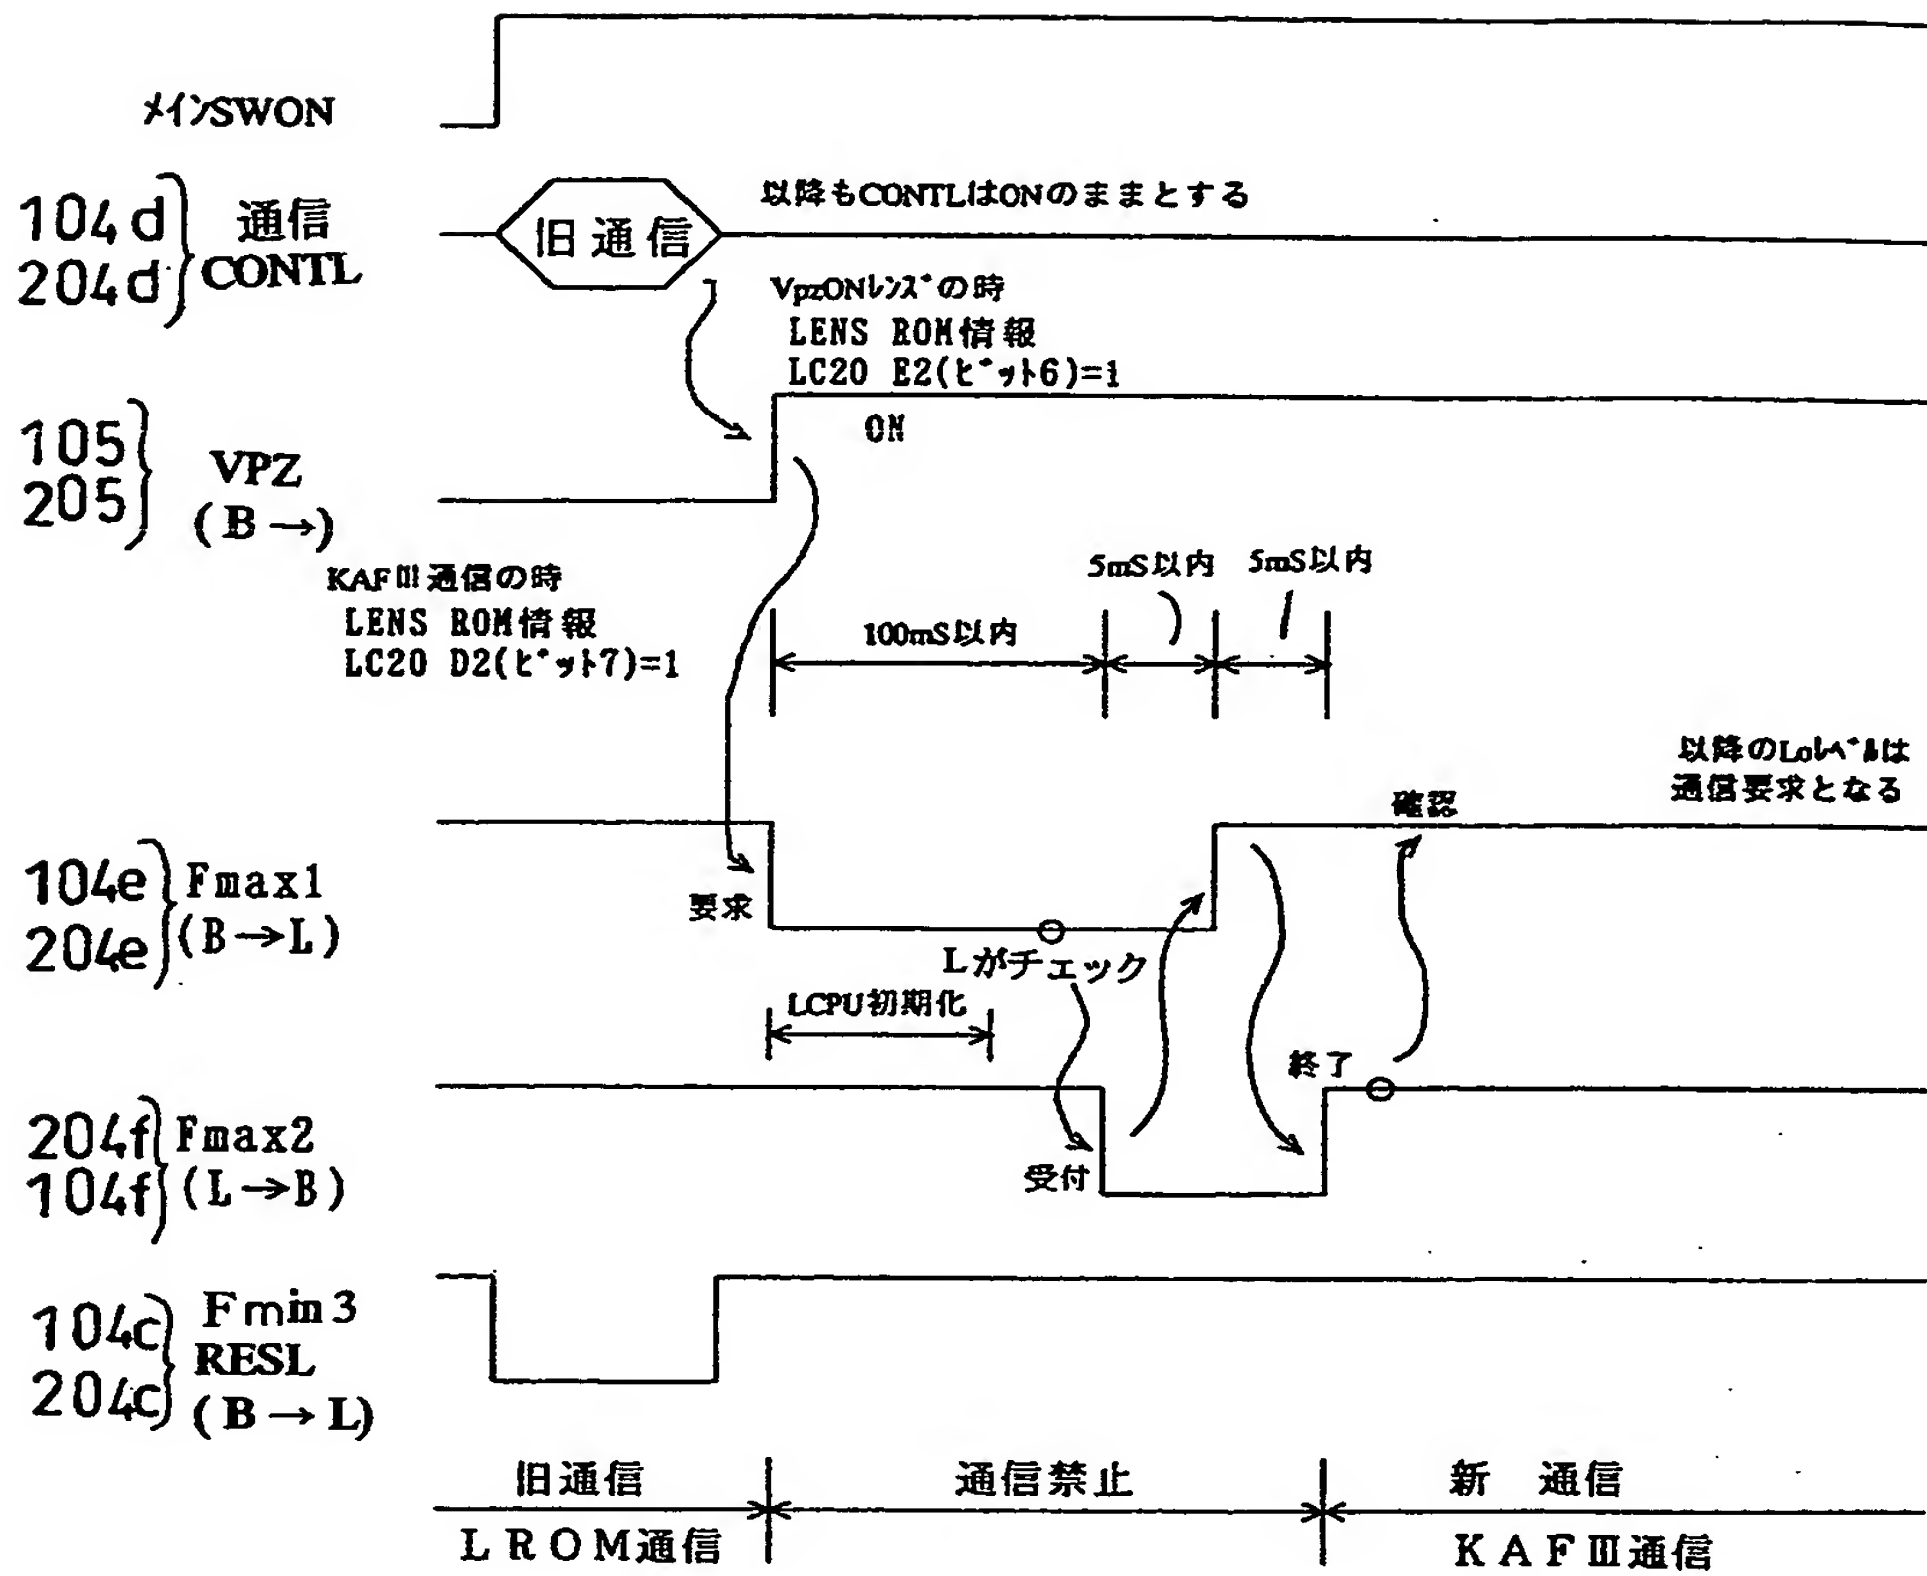 ﾒｲﾝSWON
104d
204d
通信
CONTL
旧通信
以降もCONTLはONのままとする
VpzONﾚﾝｽﾞの時
LENS ROM情報
LC20 E2(ﾋﾞｯﾄ6)=1
ON
105
205
VPZ
(B→)
KAFⅢ通信の時
LENS ROM情報
LC20 D2(ﾋﾞｯﾄ7)=1
100mS以内
5mS以内
5mS以内
以降のLoﾚﾍﾞﾙは
通信要求となる
確認
104e
204e
Fmax1
(B→L)
要求
Lがチェック
LCPU初期化
終了
204f
104f
Fmax2
(L→B)
受付
104c
204c
Fmin3
RESL
(B→L)
旧通信
通信禁止
新 通信
LROM通信
KAFⅢ通信